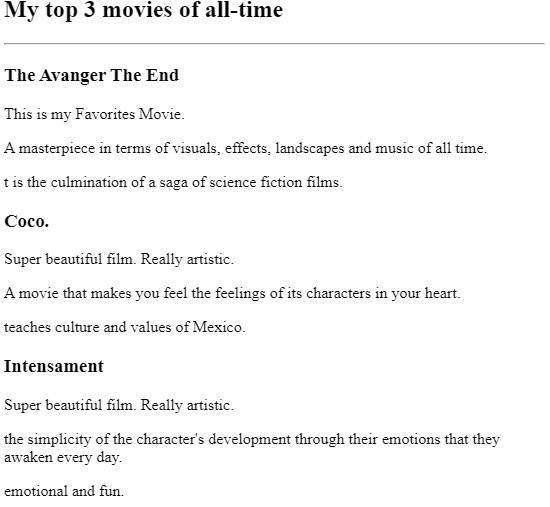 My top 3 movies of all-time
The Avanger The End
This is my Favorites Movie.
A masterpiece in terms of visuals, effects, landscapes and music of all time.
t is the culmination of a saga of science fiction films.
Coco.
Super beautiful film. Really artistic.
A movie that makes you feel the feelings of its characters in your heart.
teaches culture and values of Mexico.
Intensament
Super beautiful film. Really artistic.
the simplicity of the character's development through their emotions that they
awaken every day.
emotional and fun.